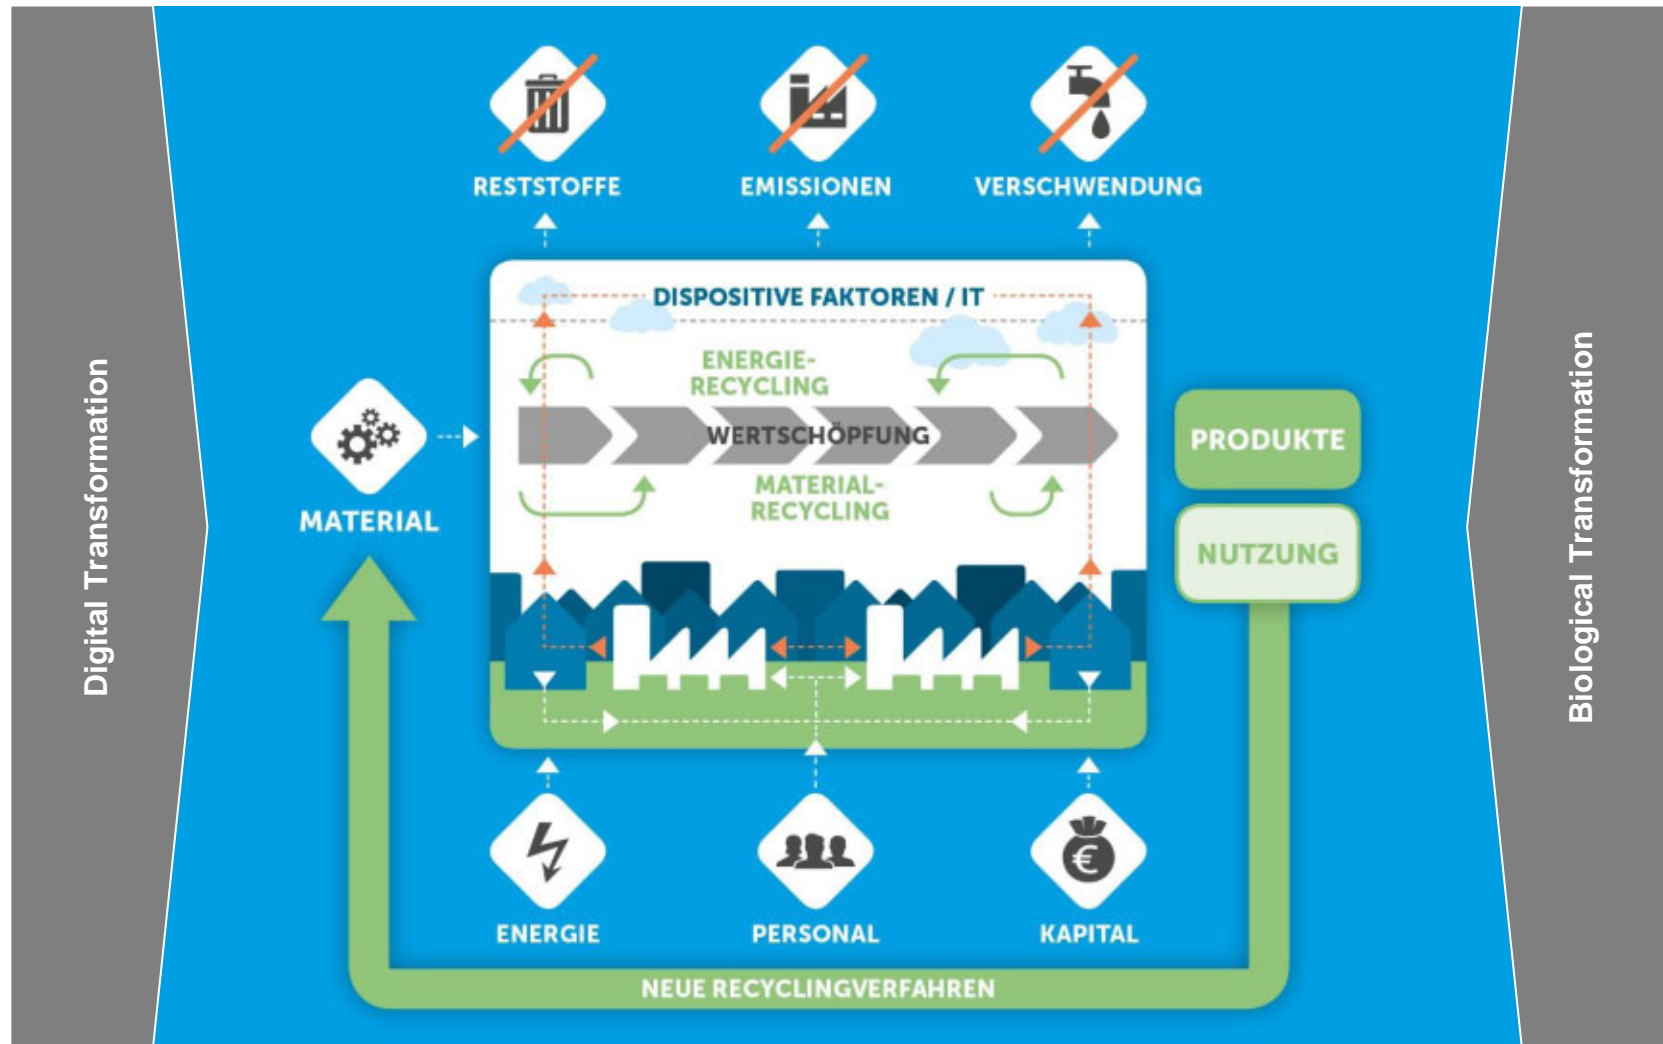 RESTSTOFFE
EMISSIONEN
VERSCHWENDUNG
DISPOSITIVE FAKTOREN / IT
ENERGIE-
RECYCLING
WERTSCHÖPFUNG
MATERIAL-
RECYCLING
MATERIAL
PRODUKTE
NUTZUNG
Digital Transformation
Biological Transformation
€
ENERGIE
PERSONAL
KAPITAL
NEUE RECYCLINGVERFAHREN